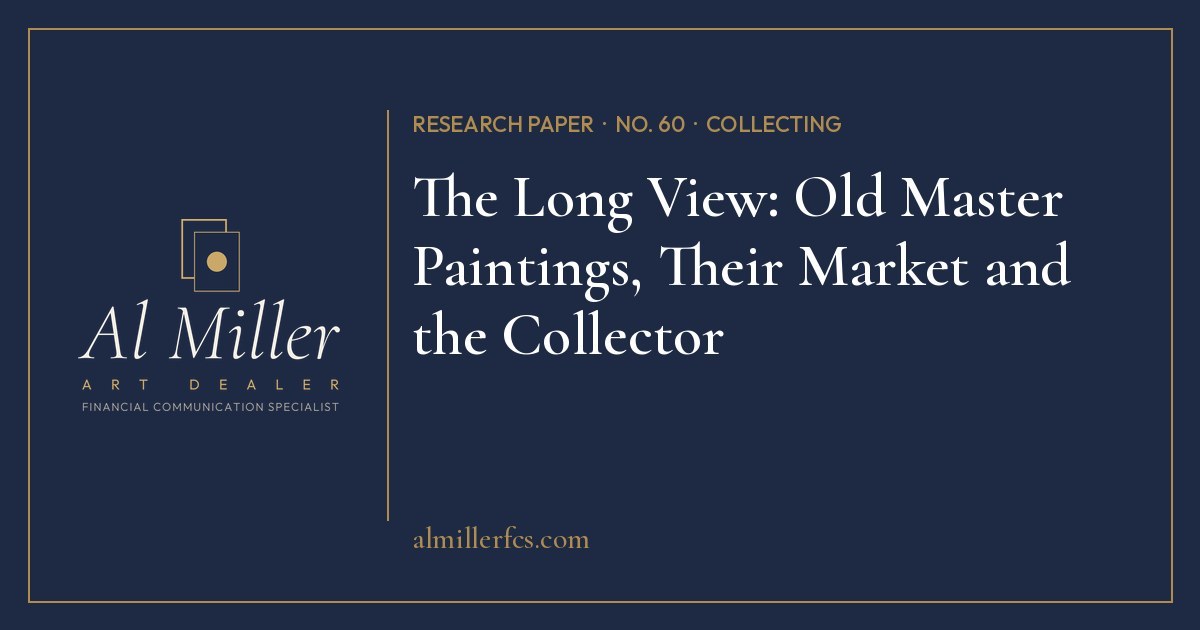 Al Miller
ART DEALER
FINANCIAL COMMUNICATION SPECIALIST
RESEARCH PAPER · NO. 60 · COLLECTING
The Long View: Old Master
Paintings, Their Market and
the Collector
almillerfcs.com